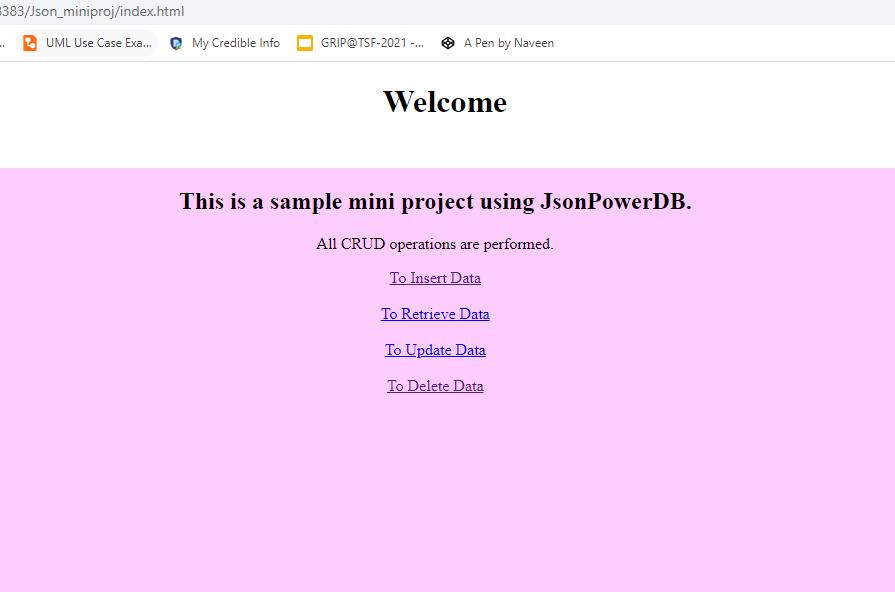 3383/Json_miniproj/index.html
.. UML Use Case Exa... My Credible Info GRIP@TSF-2021 -... A Pen by Naveen
Welcome
This is a sample mini project using JsonPowerDB.
All CRUD operations are performed.
To Insert Data
To Retrieve Data
To Update Data
To Delete Data